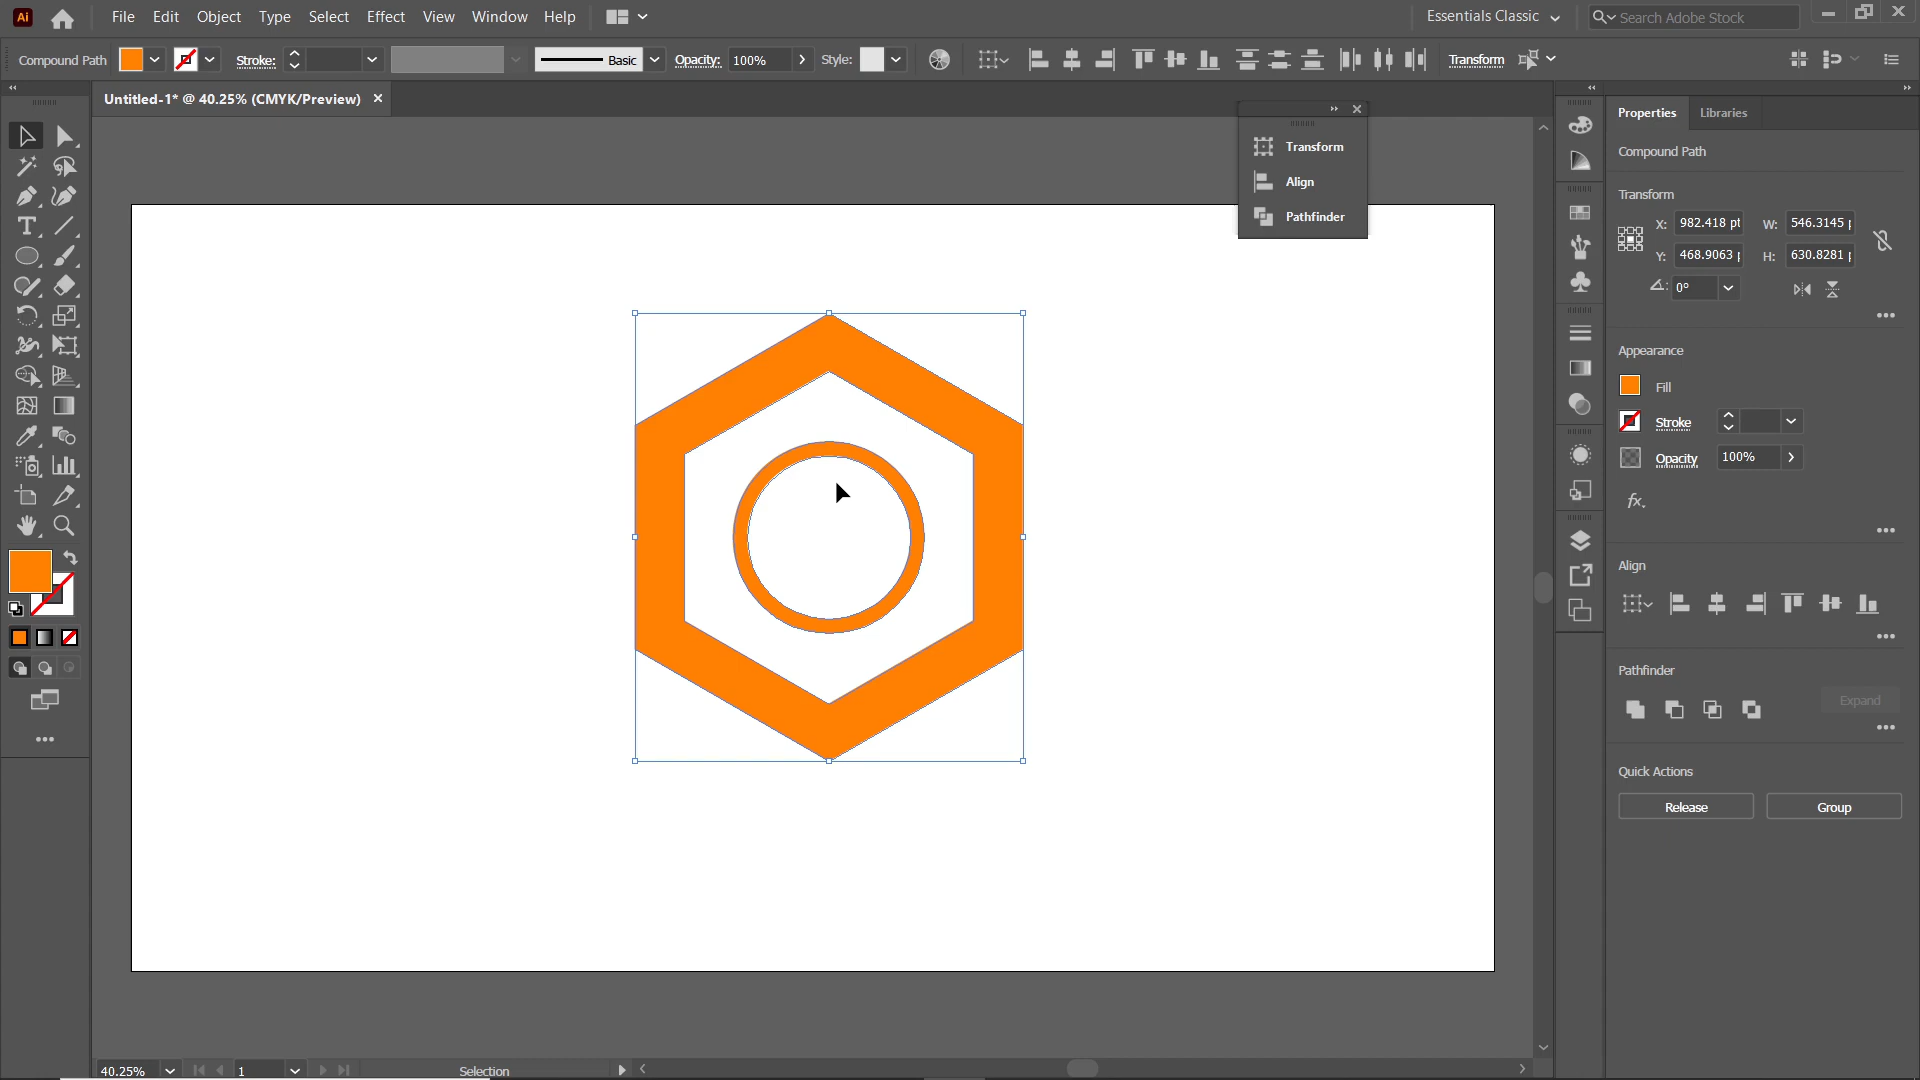 Ai File Edit Object Type Select Effect View Window Help Essentials Classic Search Adobe Stock
Compound Path Stroke: Basic Opacity: 100% Style: Transform
Untitled-1* @ 40.25% (CMYK/Preview)
Transform
Align
Pathfinder
Properties Libraries
Compound Path
Transform
X: 982.418 pt W: 546.3145 p
Y: 468.9063 p H: 630.8281 p
0°
Appearance
Fill
Stroke
Opacity 100%
fx.
Align
Pathfinder
Expand
Quick Actions
Release Group
40.25% 1 Selection